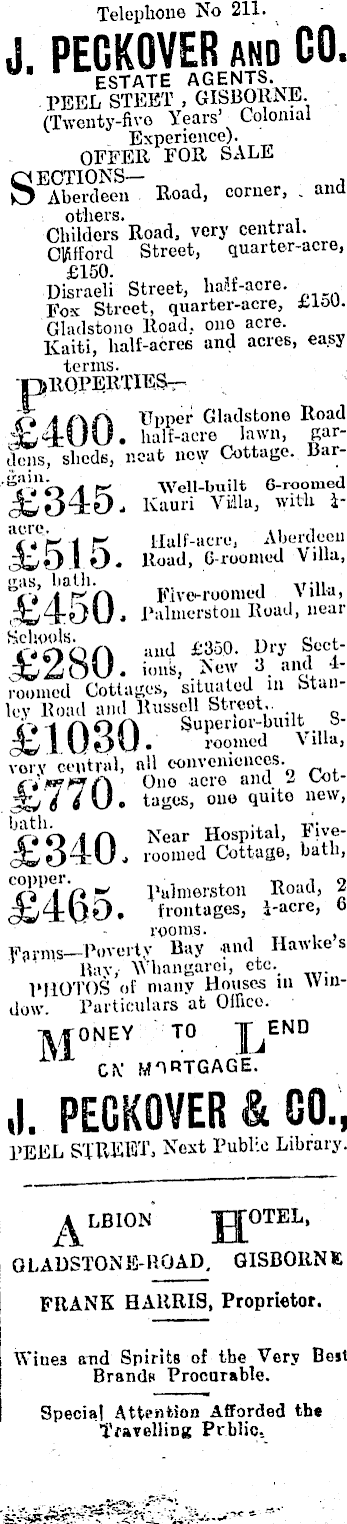 Telephone No 211.
J. PECKOVER AND CO.
ESTATE AGENTS.
PEEL STEET , GISBORNE.
(Twenty-five Years' Colonial
Experience).
OFFER FOR SALE
SECTIONS—
Aberdeen Road, corner, and
others.
Childers Road, very central.
Clifford Street, quarter-acre,
£150.
Disraeli Street, half-acre.
Fox Street, quarter-acre, £150.
Gladstone Road, one acre.
Kaiti, half-acres and acres, easy
terms.
PROPERTIES—
£400. Upper Gladstone Road
half-acre lawn, gar-
dens, sheds, neat new Cottage. Bar-
gain.
£345. Well-built 6-roomed
Kauri Villa, with ¼-
acre.
£515. Half-acre, Aberdeen
Road, 6-roomed Villa,
gas, bath.
£450. Five-roomed Villa,
Palmerston Road, near
Schools.
£280. and £350. Dry Sect-
ions, New 3 and 4-
roomed Cottages, situated in Stan-
ley Road and Russell Street.
£1030. Superior-built S-
roomed Villa,
very central, all conveniences.
£770. One acre and 2 Cot-
tages, one quite new,
bath.
£340. Near Hospital, Five-
roomed Cottage, bath,
copper.
£465. Palmerston Road, 2
frontages, ¼-acre, 6
rooms.
Farms—Poverty Bay and Hawke's
Bay, Whangarei, etc.
PHOTOS of many Houses in Win-
dow. Particulars at Office.
MONEY TO LEND
ON MORTGAGE.
J. PECKOVER & CO.,
PEEL STREET, Next Public Library.
ALBION HOTEL,
GLADSTONE-ROAD, GISBORNE
FRANK HARRIS, Proprietor.
Wines and Spirits of the Very Best
Brands Procurable.
Special Attention Afforded the
Travelling Prblic.